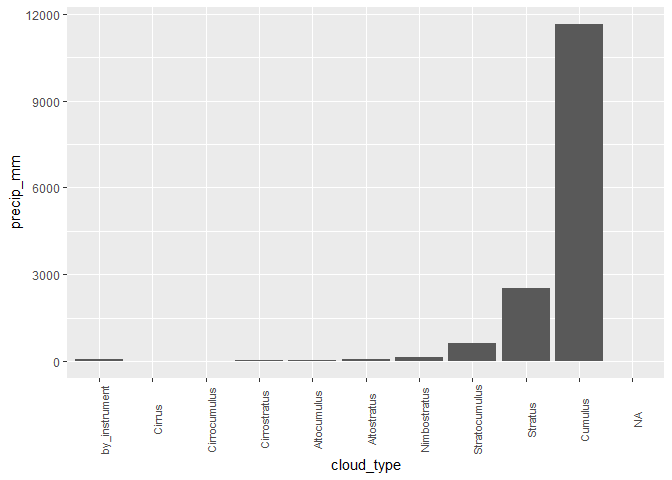 12000
9000
6000
3000
0
precip_mm
by_instrument
Cirrus
Cirrocumulus
Cirrostratus
Altocumulus
Altostratus
Nimbostratus
Stratocumulus
Stratus
Cumulus
NA
cloud_type